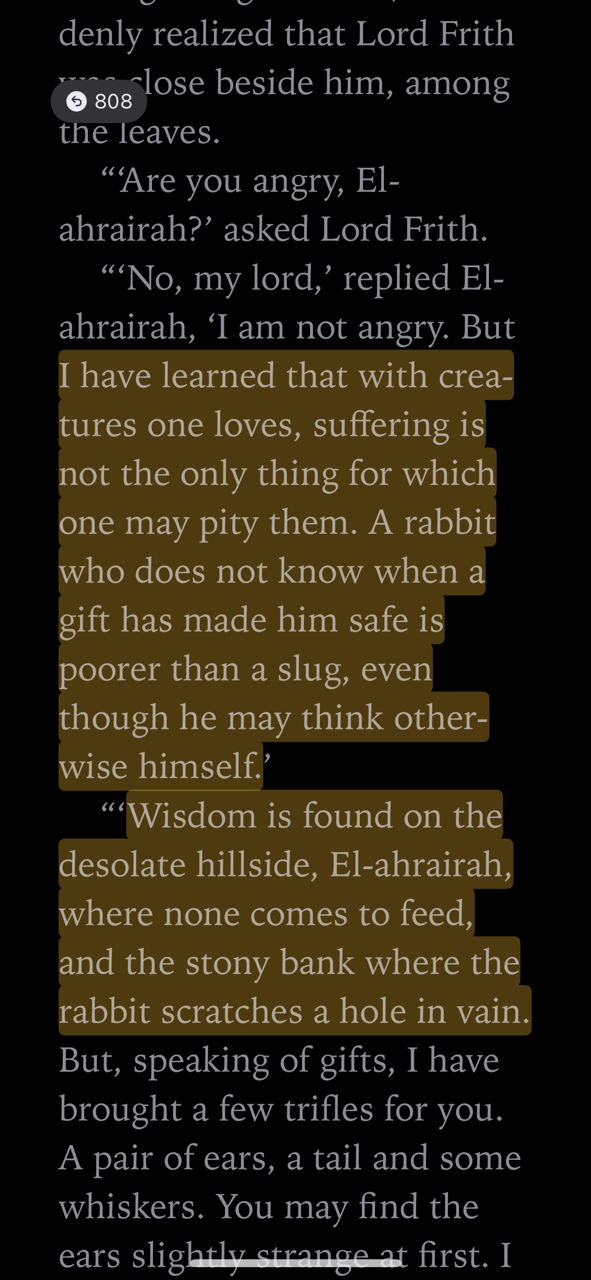 denly realized that Lord Frith
was close beside him, among
808
the leaves.
“‘Are you angry, El-
ahrairah?’ asked Lord Frith.
“‘No, my lord,’ replied El-
ahrairah, ‘I am not angry. But
I have learned that with crea-
tures one loves, suffering is
not the only thing for which
one may pity them. A rabbit
who does not know when a
gift has made him safe is
poorer than a slug, even
though he may think other-
wise himself.’
“‘Wisdom is found on the
desolate hillside, El-ahrairah,
where none comes to feed,
and the stony bank where the
rabbit scratches a hole in vain.
But, speaking of gifts, I have
brought a few trifles for you.
A pair of ears, a tail and some
whiskers. You may find the
ears slightly strange at first. I